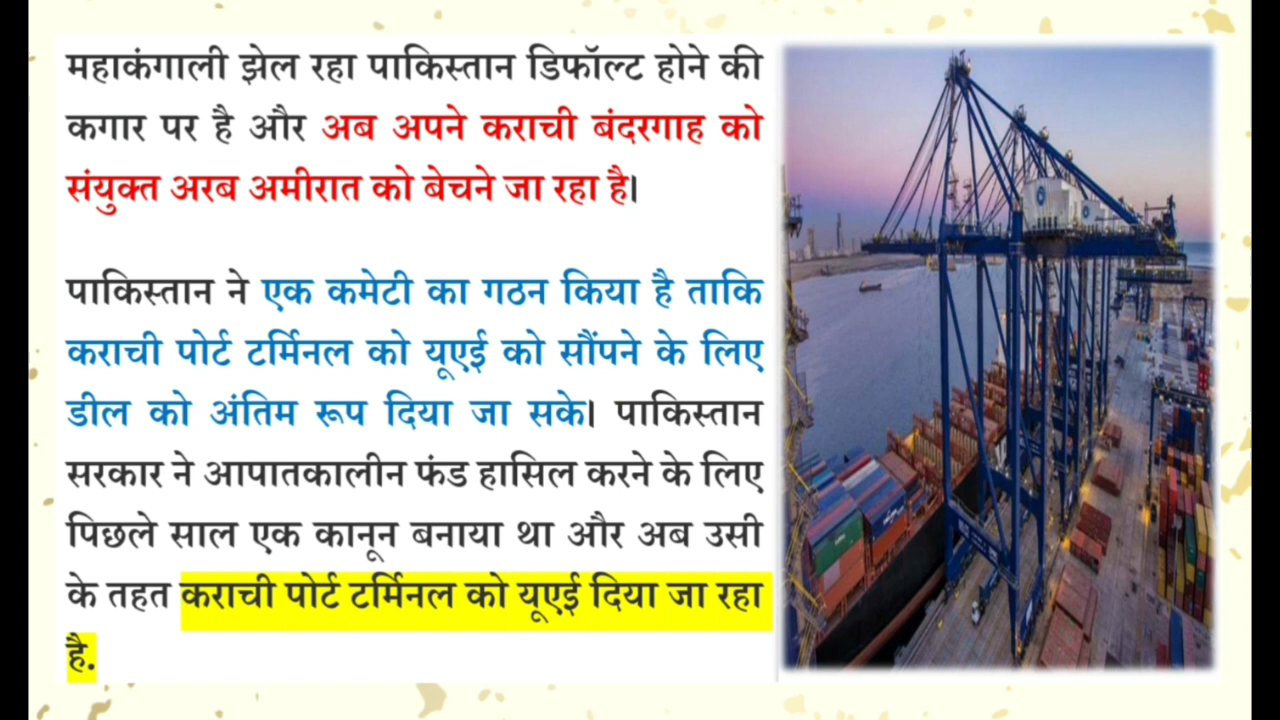 महाकंगाली झेल रहा पाकिस्तान डिफॉल्ट होने की
कगार पर है और अब अपने कराची बंदरगाह को
संयुक्त अरब अमीरात को बेचने जा रहा है।
पाकिस्तान ने एक कमेटी का गठन किया है ताकि
कराची पोर्ट टर्मिनल को यूएई को सौंपने के लिए
डील को अंतिम रूप दिया जा सके। पाकिस्तान
सरकार ने आपातकालीन फंड हासिल करने के लिए
पिछले साल एक कानून बनाया था और अब उसी
के तहत कराची पोर्ट टर्मिनल को यूएई दिया जा रहा
है.